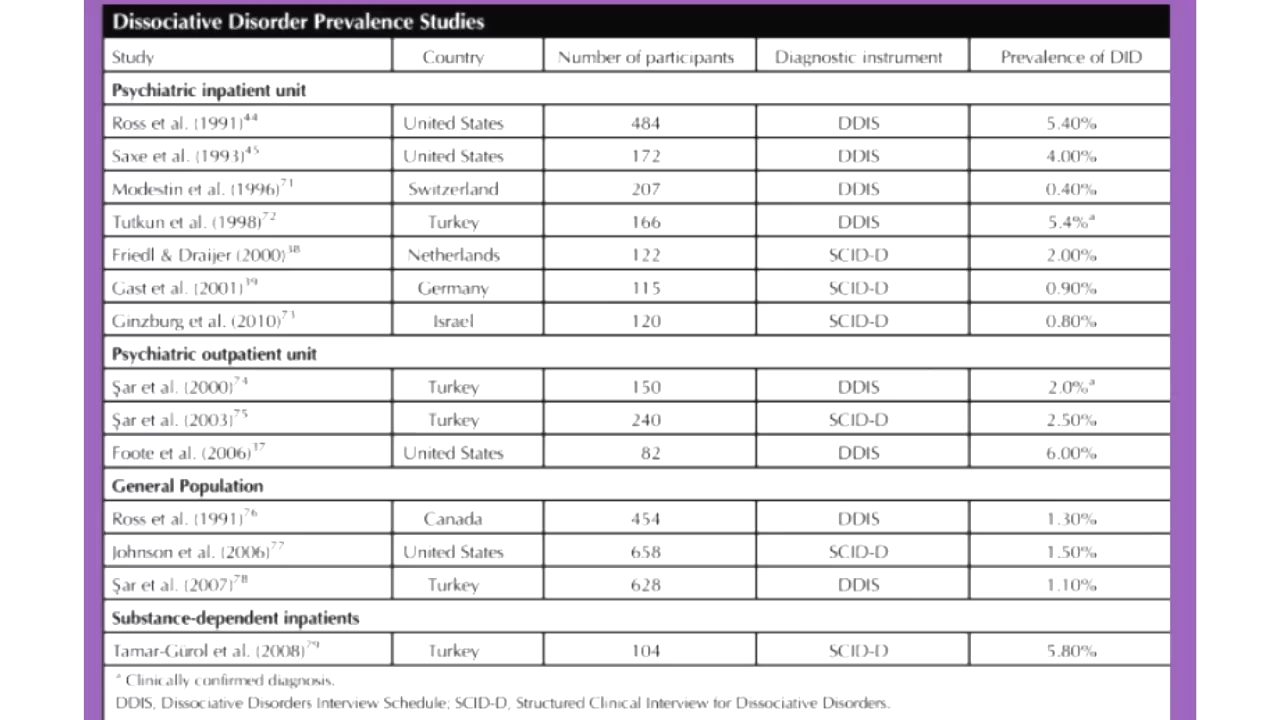 Dissociative Disorder Prevalence Studies
Study Country Number of participants Diagnostic instrument Prevalence of DID
Psychiatric inpatient unit
Ross et al. (1991)44 United States 484 DDIS 5.40%
Saxe et al. (1993)45 United States 172 DDIS 4.00%
Modestin et al. (1996)71 Switzerland 207 DDIS 0.40%
Tutkun et al. (1998)72 Turkey 166 DDIS 5.4%a
Friedl & Draijer (2000)38 Netherlands 122 SCID-D 2.00%
Gast et al. (2001)39 Germany 115 SCID-D 0.90%
Ginzburg et al. (2010)73 Israel 120 SCID-D 0.80%
Psychiatric outpatient unit
Şar et al. (2000)74 Turkey 150 DDIS 2.0%a
Şar et al. (2003)75 Turkey 240 SCID-D 2.50%
Foote et al. (2006)37 United States 82 DDIS 6.00%
General Population
Ross et al. (1991)76 Canada 454 DDIS 1.30%
Johnson et al. (2006)77 United States 658 SCID-D 1.50%
Şar et al. (2007)78 Turkey 628 DDIS 1.10%
Substance-dependent inpatients
Tamar-Gürol et al. (2008)79 Turkey 104 SCID-D 5.80%
a Clinically confirmed diagnosis.
DDIS, Dissociative Disorders Interview Schedule; SCID-D, Structured Clinical Interview for Dissociative Disorders.